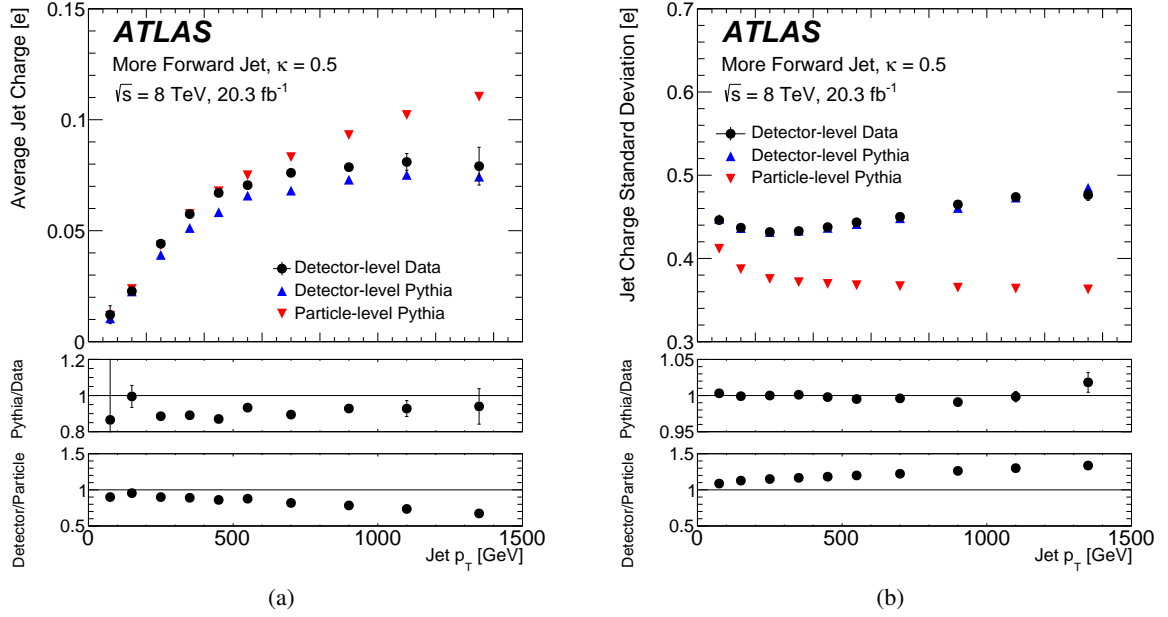 Average Jet Charge [e]
0.15
0.1
0.05
0
ATLAS
More Forward Jet, κ = 0.5
√s = 8 TeV, 20.3 fb⁻¹
Detector-level Data
Detector-level Pythia
Particle-level Pythia
Pythia/Data
1.2
1
0.8
Detector/Particle
1.5
1
0.5
0 500 1000 1500
Jet p_T [GeV]
(a)
Jet Charge Standard Deviation [e]
0.7
0.6
0.5
0.4
0.3
ATLAS
More Forward Jet, κ = 0.5
√s = 8 TeV, 20.3 fb⁻¹
Detector-level Data
Detector-level Pythia
Particle-level Pythia
Pythia/Data
1.05
1
0.95
Detector/Particle
1.5
1
0.5
0 500 1000 1500
Jet p_T [GeV]
(b)